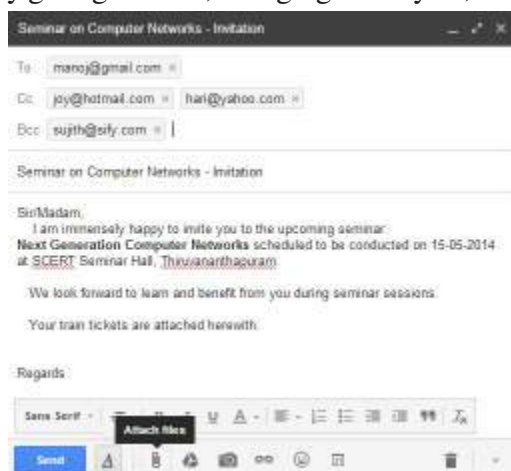 Seminar on Computer Networks - Invitation
To manoj@gmail.com ×
Cc joy@hotmail.com × hari@yahoo.com ×
Bcc sujith@sify.com ×
Seminar on Computer Networks - Invitation
Sir/Madam,
I am immensely happy to invite you to the upcoming seminar
Next Generation Computer Networks scheduled to be conducted on 15-05-2014
at SCERT Seminar Hall, Thiruvananthapuram.
We look forward to learn and benefit from you during seminar sessions.
Your train tickets are attached herewith.
Regards
Sans Serif
Attach files
Send